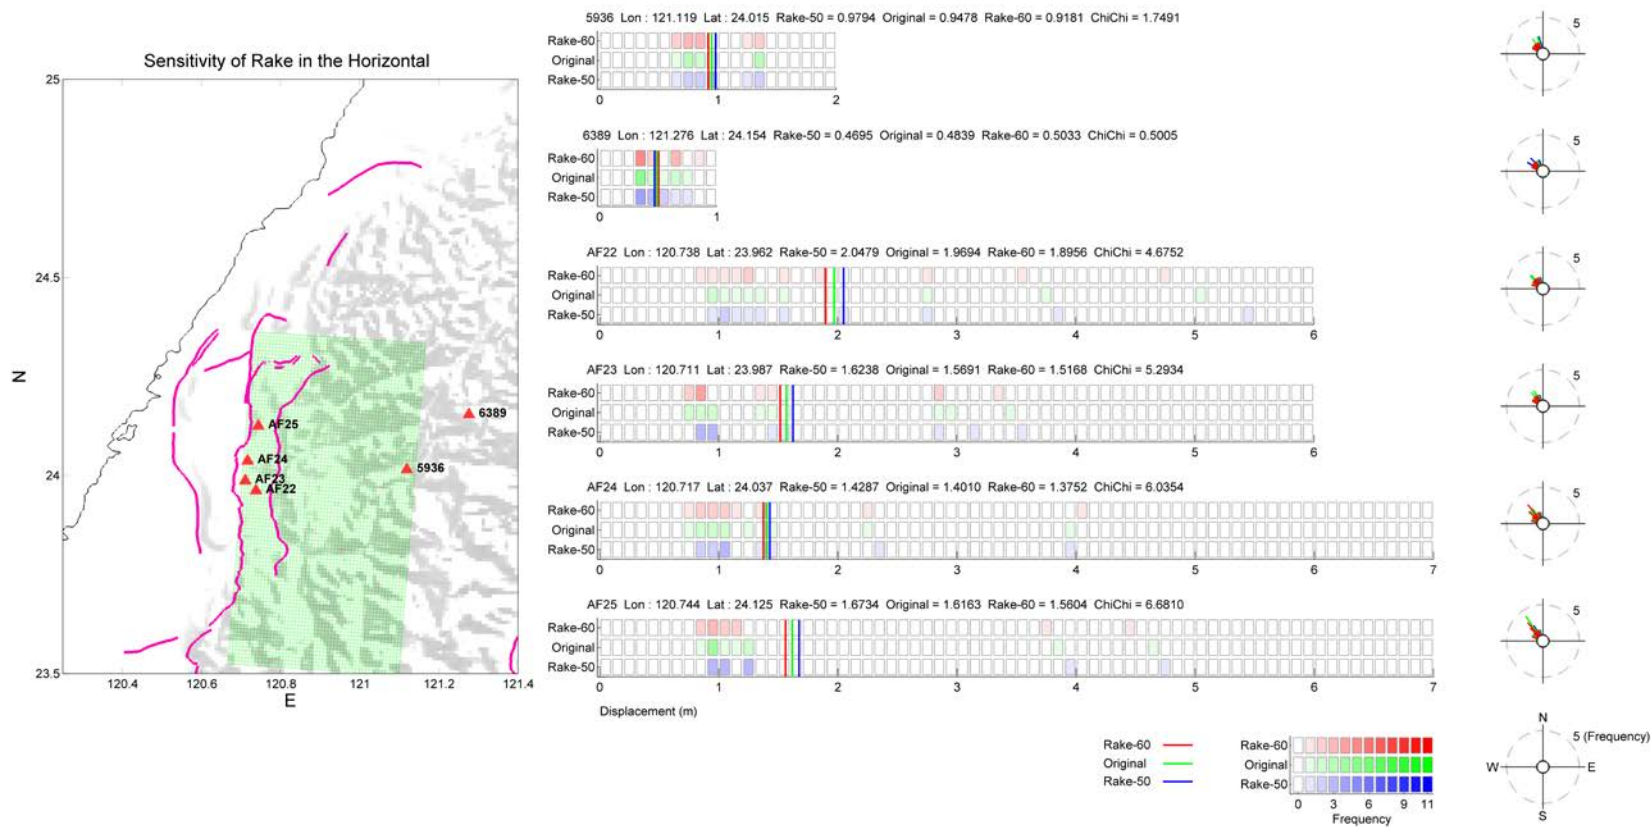 Sensitivity of Rake in the Horizontal
25
24.5
24
23.5
N
120.4 120.6 120.8 121 121.2 121.4
E
6389
AF25
AF24
5936
AF23
AF22
5936 Lon : 121.119 Lat : 24.015 Rake-50 = 0.9794 Original = 0.9478 Rake-60 = 0.9181 ChiChi = 1.7491
Rake-60
Original
Rake-50
0 1 2
5
6389 Lon : 121.276 Lat : 24.154 Rake-50 = 0.4695 Original = 0.4839 Rake-60 = 0.5033 ChiChi = 0.5005
Rake-60
Original
Rake-50
0 1
5
AF22 Lon : 120.738 Lat : 23.962 Rake-50 = 2.0479 Original = 1.9694 Rake-60 = 1.8956 ChiChi = 4.6752
Rake-60
Original
Rake-50
0 1 2 3 4 5 6
5
AF23 Lon : 120.711 Lat : 23.987 Rake-50 = 1.6238 Original = 1.5691 Rake-60 = 1.5168 ChiChi = 5.2934
Rake-60
Original
Rake-50
0 1 2 3 4 5 6
5
AF24 Lon : 120.717 Lat : 24.037 Rake-50 = 1.4287 Original = 1.4010 Rake-60 = 1.3752 ChiChi = 6.0354
Rake-60
Original
Rake-50
0 1 2 3 4 5 6 7
5
AF25 Lon : 120.744 Lat : 24.125 Rake-50 = 1.6734 Original = 1.6163 Rake-60 = 1.5604 ChiChi = 6.6810
Rake-60
Original
Rake-50
0 1 2 3 4 5 6 7
5
Displacement (m)
Rake-60
Original
Rake-50
Rake-60
Original
Rake-50
0 3 6 9 11
Frequency
N
5 (Frequency)
W E
S